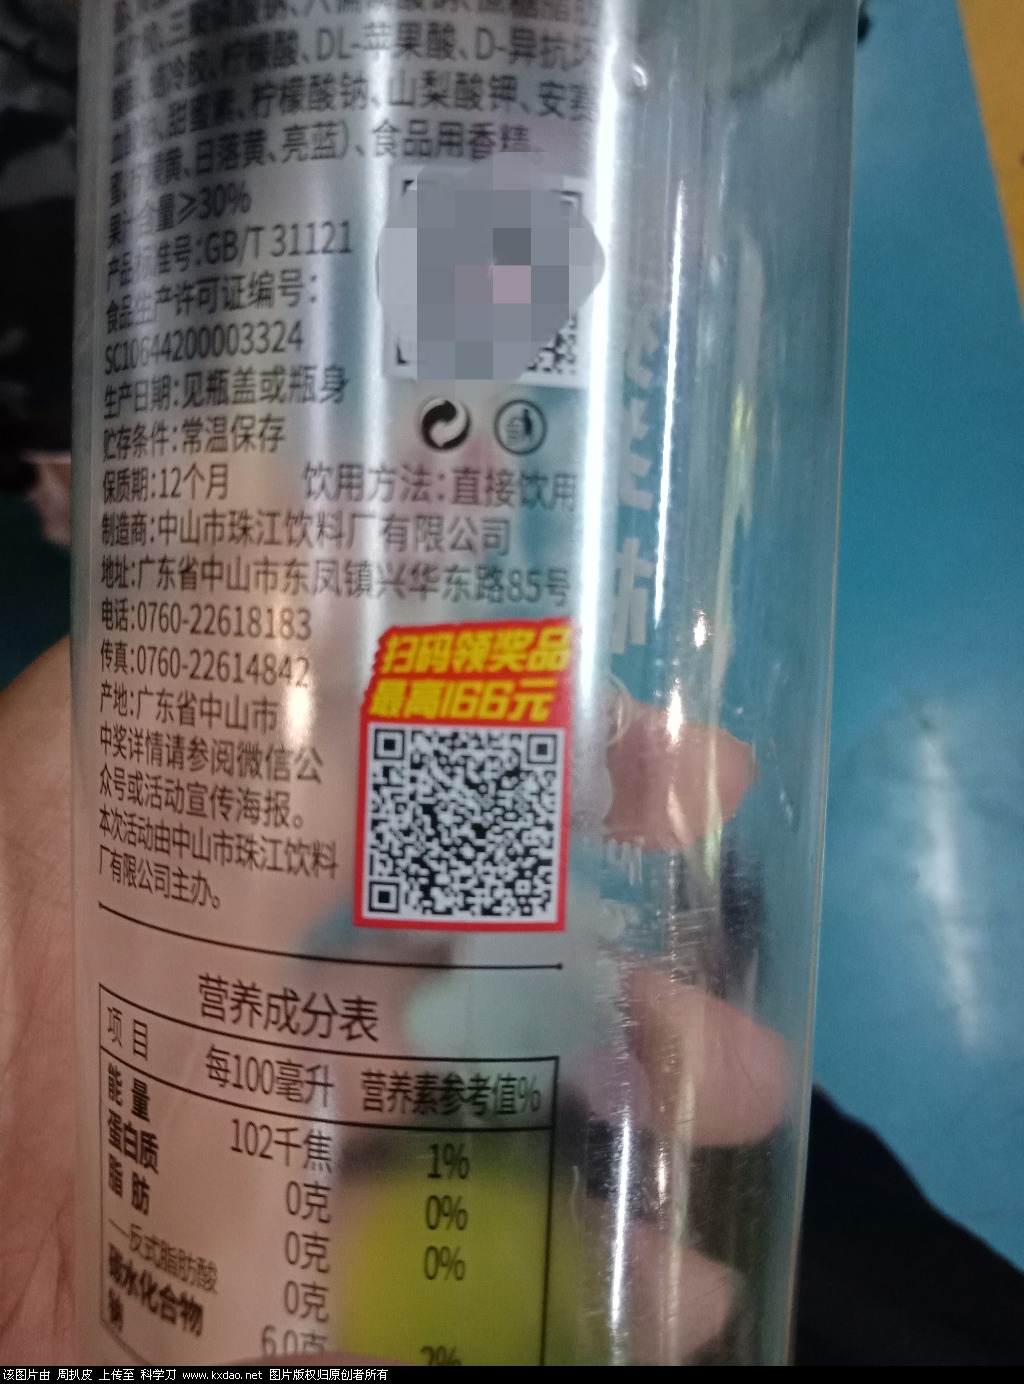 酸、DL-苹果酸、D-异抗坏
甜蜜素、柠檬酸钠、山梨酸钾、安赛
日落黄、亮蓝)、食品用香精
果汁含量≥30%
产品标准号:GB/T 31121
食品生产许可证编号:
SC10644200003324
生产日期:见瓶盖或瓶身
贮存条件:常温保存
保质期:12个月 饮用方法:直接饮用
制造商:中山市珠江饮料厂有限公司
地址:广东省中山市东凤镇兴华东路85号
电话:0760-22618183
传真:0760-22614842
产地:广东省中山市
中奖详情请参阅微信公
众号或活动宣传海报。
本次活动由中山市珠江饮料
厂有限公司主办。
扫码领奖品
最高166元
营养成分表
项 目 每100毫升 营养素参考值%
能 量 102千焦 1%
蛋白质 0克 0%
脂 肪 0克 0%
——反式脂肪酸 0克
碳水化合物 6.0克 2%
钠
该图片由 周扒皮 上传至 科学刀 www.kxdao.net 图片版权归原创者所有